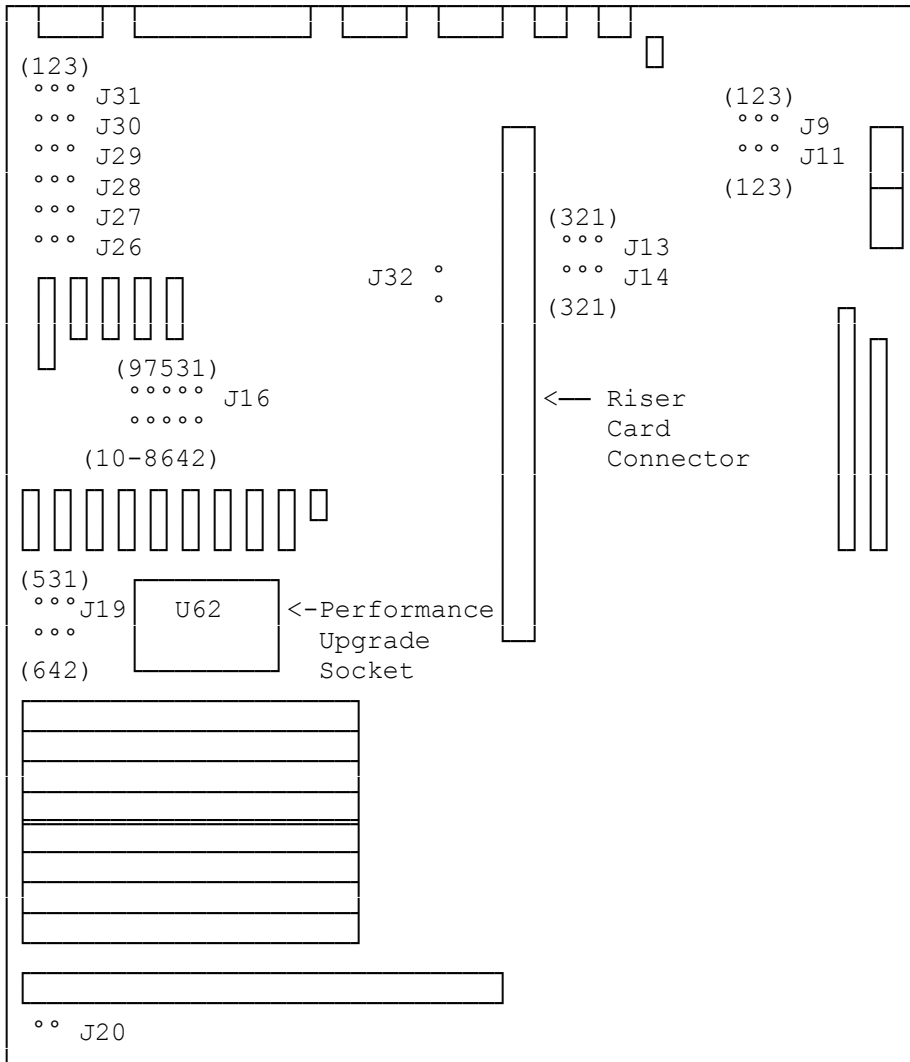 (123)
°°° J31
°°° J30
°°° J29
°°° J28
°°° J27
°°° J26
(123)
°°° J9
°°° J11
(123)
(321)
°°° J13
°°° J14
(321)
J32 °
°
(97531)
°°°°° J16
°°°°°
(10-8642)
<–– Riser
Card
Connector
(531)
°°° J19
°°°
(642)
U62
<-Performance
Upgrade
Socket
°° J20